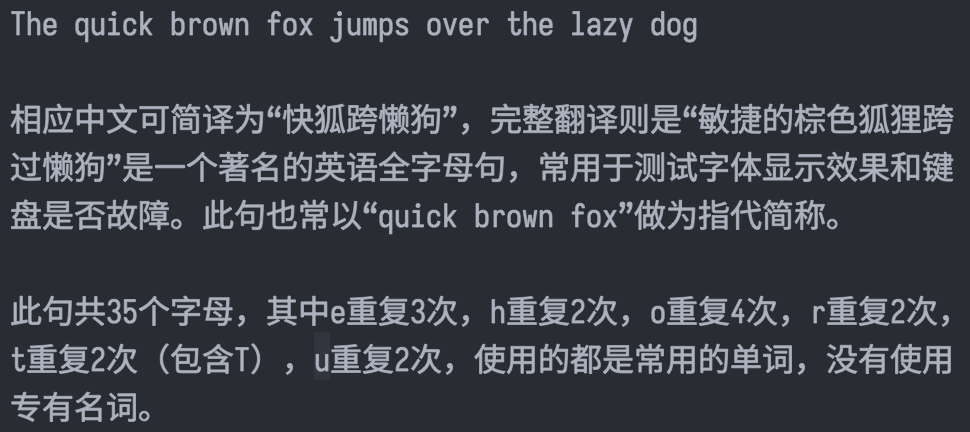 The quick brown fox jumps over the lazy dog
相应中文可简译为“快狐跨懒狗”，完整翻译则是“敏捷的棕色狐狸跨
过懒狗”是一个著名的英语全字母句，常用于测试字体显示效果和键
盘是否故障。此句也常以“quick brown fox”做为指代简称。
此句共35个字母，其中e重复3次，h重复2次，o重复4次，r重复2次，
t重复2次（包含T），u重复2次，使用的都是常用的单词，没有使用
专有名词。